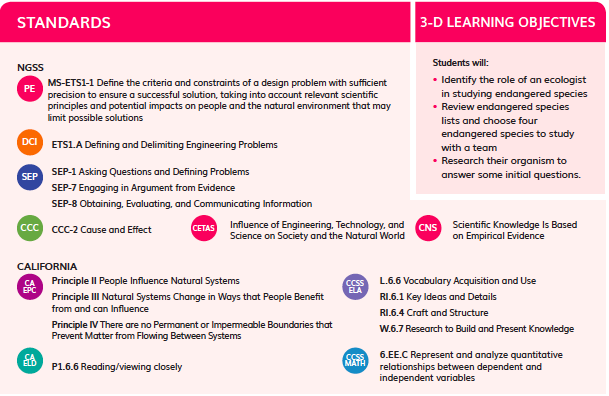 STANDARDS
3-D LEARNING OBJECTIVES
NGSS
PE
MS-ETS1-1 Define the criteria and constraints of a design problem with sufficient
precision to ensure a successful solution, taking into account relevant scientific
principles and potential impacts on people and the natural environment that may
limit possible solutions
DCI
ETS1.A Defining and Delimiting Engineering Problems
SEP
SEP-1 Asking Questions and Defining Problems
SEP-7 Engaging in Argument from Evidence
SEP-8 Obtaining, Evaluating, and Communicating Information
Students will:
• Identify the role of an ecologist
in studying endangered species
• Review endangered species
lists and choose four
endangered species to study
with a team
• Research their organism to
answer some initial questions.
CCC
CCC-2 Cause and Effect
CETAS
Influence of Engineering, Technology, and
Science on Society and the Natural World
CNS
Scientific Knowledge Is Based
on Empirical Evidence
CALIFORNIA
CA
EPC
Principle II People Influence Natural Systems
Principle III Natural Systems Change in Ways that People Benefit
from and can Influence
Principle IV There are no Permanent or Impermeable Boundaries that
Prevent Matter from Flowing Between Systems
CCSS
ELA
L.6.6 Vocabulary Acquisition and Use
RI.6.1 Key Ideas and Details
RI.6.4 Craft and Structure
W.6.7 Research to Build and Present Knowledge
CA
ELD
P1.6.6 Reading/viewing closely
CCSS
MATH
6.EE.C Represent and analyze quantitative
relationships between dependent and
independent variables